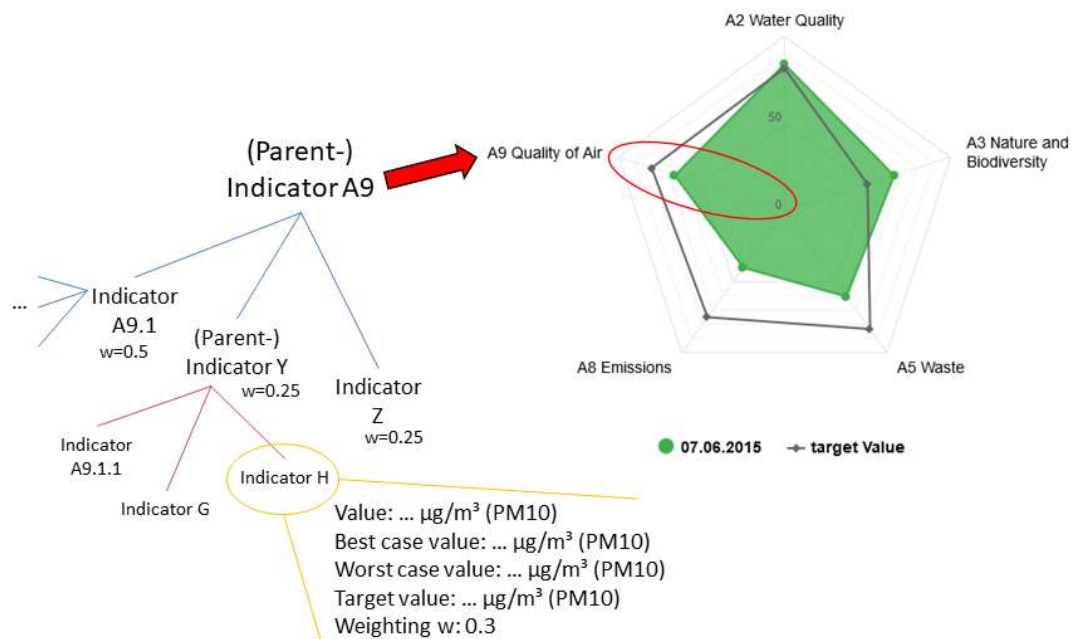 A2 Water Quality
50
0
A9 Quality of Air
A3 Nature and
Biodiversity
A8 Emissions
A5 Waste
07.06.2015
target Value
(Parent-)
Indicator A9
...
Indicator
A9.1
w=0.5
(Parent-)
Indicator Y
w=0.25
Indicator
Z
w=0.25
Indicator
A9.1.1
Indicator G
Indicator H
Value: ... µg/m³ (PM10)
Best case value: ... µg/m³ (PM10)
Worst case value: ... µg/m³ (PM10)
Target value: ... µg/m³ (PM10)
Weighting w: 0.3